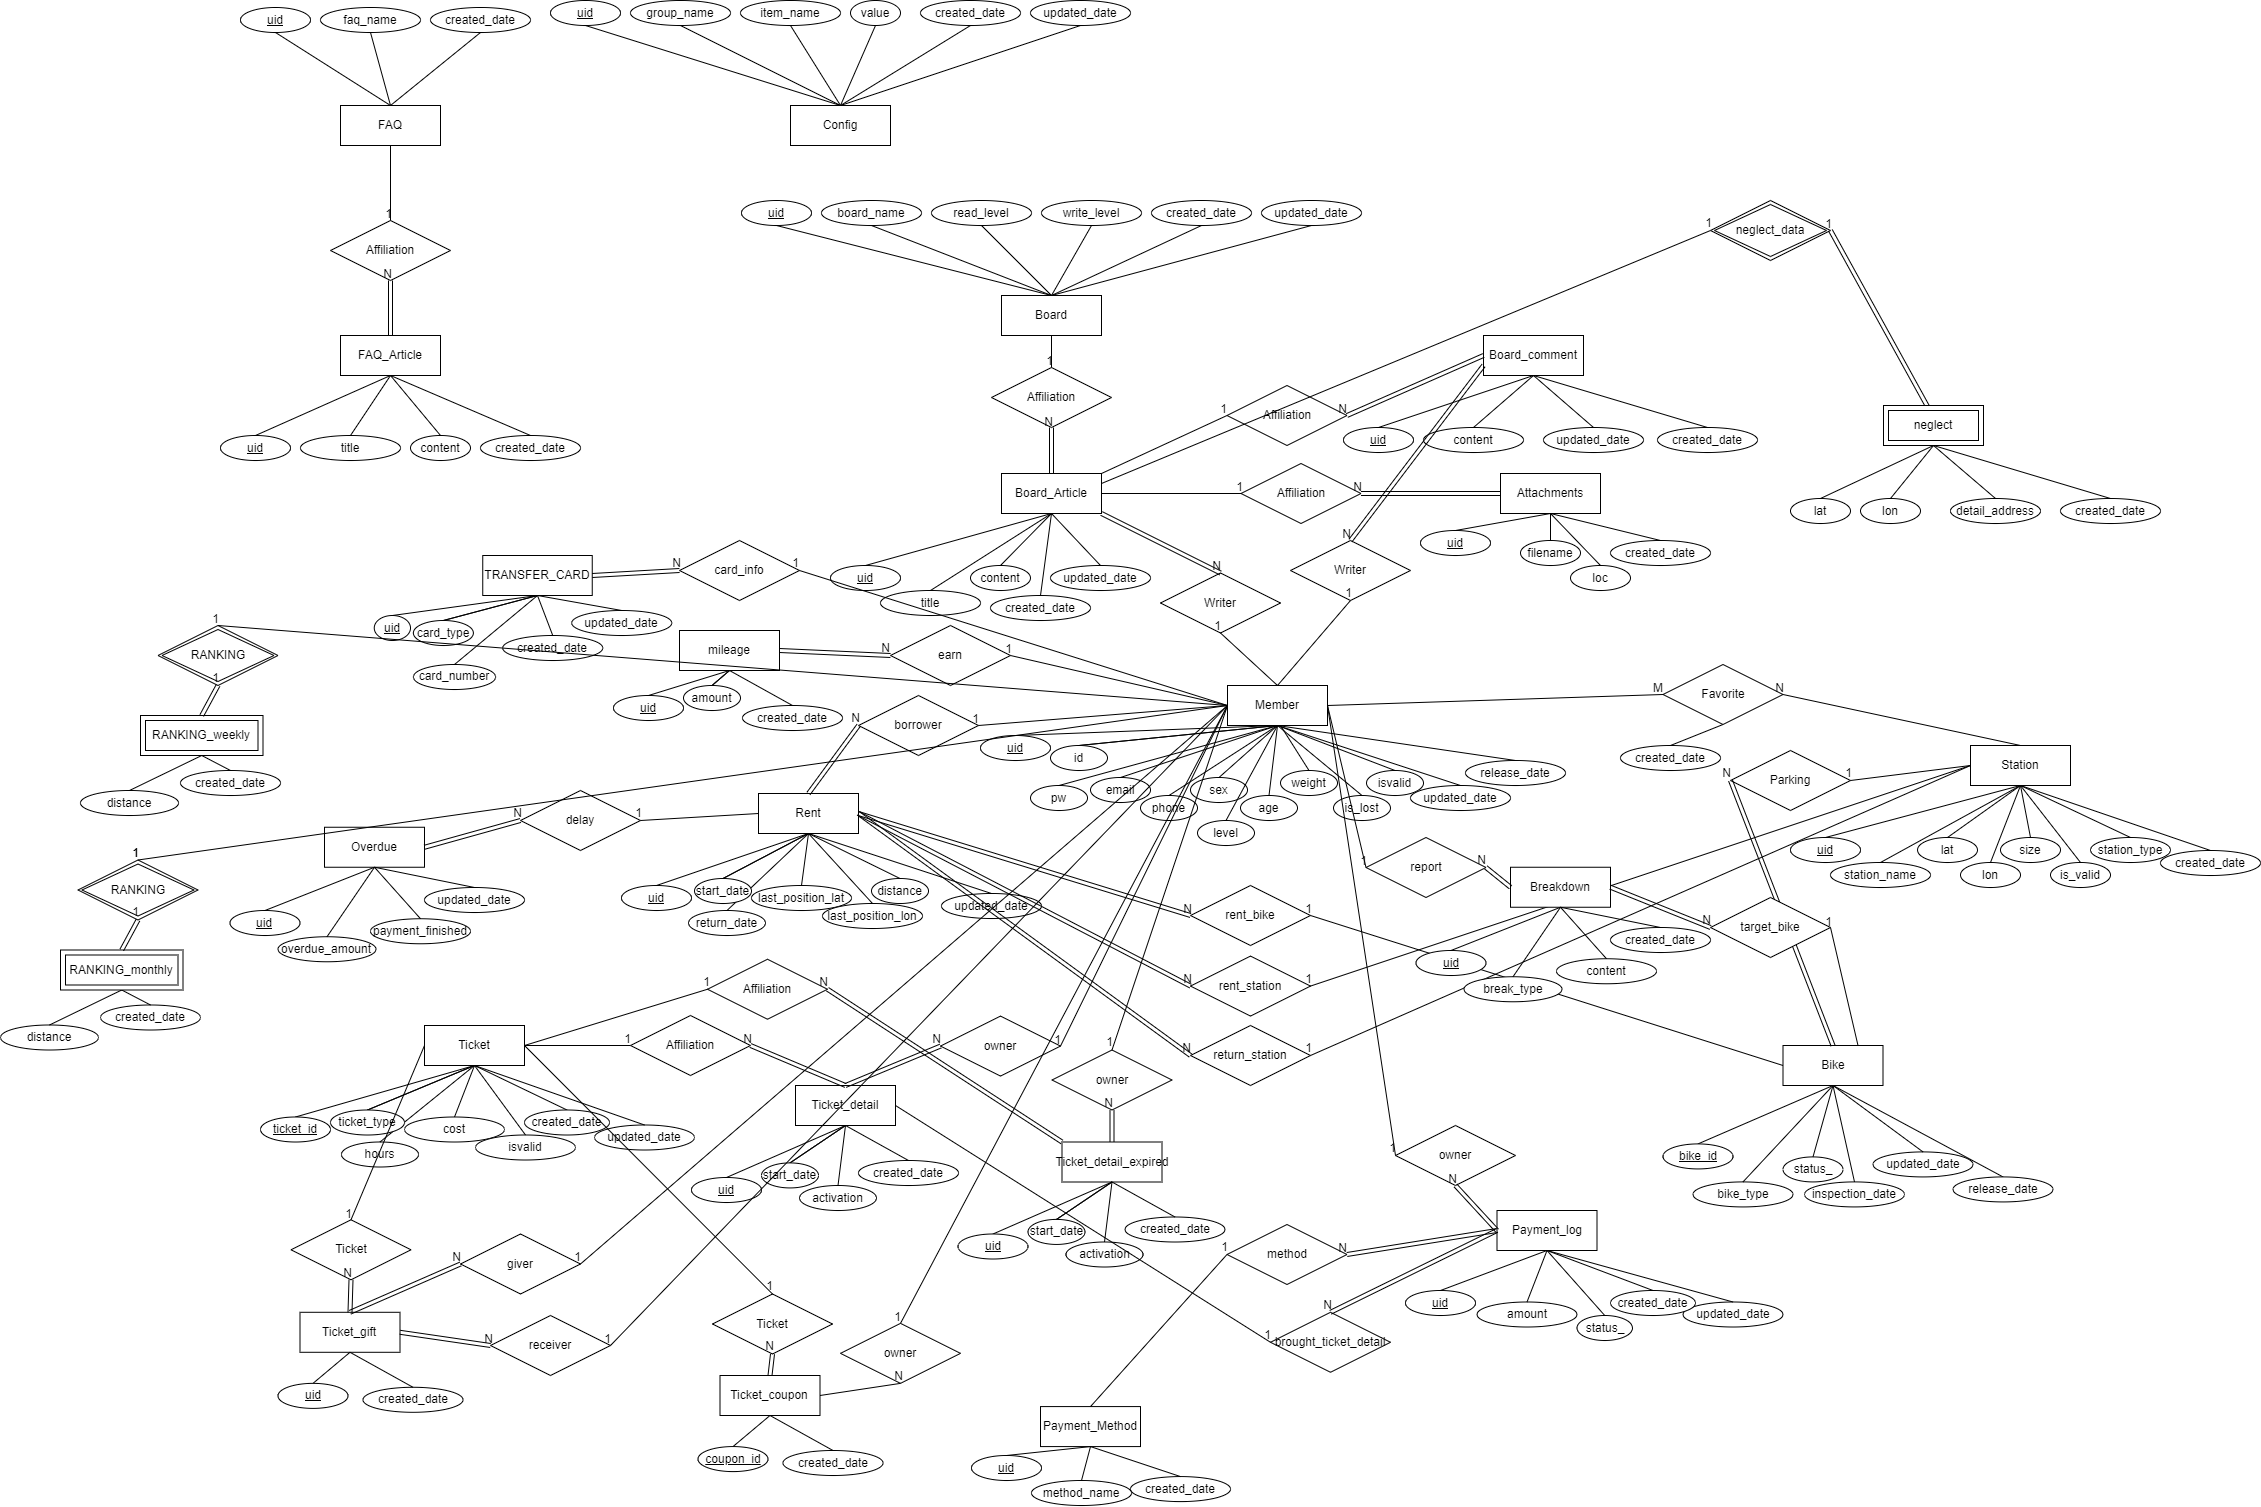 uid
faq_name
created_date
uid
group_name
item_name
value
created_date
updated_date
FAQ
Config
1
Affiliation
N
FAQ_Article
uid
title
content
created_date
uid
board_name
read_level
write_level
created_date
updated_date
Board
1
Affiliation
N
Board_Article
uid
title
content
created_date
updated_date
1
neglect_data
1
neglect
lat
lon
detail_address
created_date
Board_comment
1
Affiliation
N
uid
content
updated_date
created_date
1
Affiliation
N
Attachments
uid
filename
loc
created_date
N
Writer
1
N
Writer
1
TRANSFER_CARD
N
card_info
1
uid
card_type
card_number
created_date
updated_date
1
RANKING
1
RANKING_weekly
distance
created_date
mileage
N
earn
1
uid
amount
created_date
Member
uid
id
pw
email
phone
sex
level
age
weight
is_lost
isvalid
updated_date
release_date
M
Favorite
N
created_date
N
borrower
1
Station
N
Parking
1
uid
station_name
lat
lon
size
is_valid
station_type
created_date
Rent
N
delay
1
Overdue
uid
overdue_amount
payment_finished
updated_date
1
RANKING
1
RANKING_monthly
distance
created_date
uid
start_date
return_date
last_position_lat
last_position_lon
distance
updated_date
1
report
N
Breakdown
N
target_bike
1
uid
break_type
content
created_date
N
rent_bike
1
N
rent_station
1
N
return_station
1
Bike
bike_id
bike_type
status_
inspection_date
updated_date
release_date
Ticket
1
Affiliation
N
1
Affiliation
N
N
owner
1
ticket_id
ticket_type
hours
cost
isvalid
created_date
updated_date
Ticket_detail
uid
start_date
activation
created_date
1
owner
N
Ticket_detail_expired
uid
start_date
activation
created_date
1
owner
N
Payment_log
uid
amount
status_
created_date
updated_date
1
method
N
N
brought_ticket_detail
1
1
Ticket
N
N
giver
1
Ticket_gift
N
receiver
1
uid
created_date
1
Ticket
N
1
owner
N
Ticket_coupon
coupon_id
created_date
Payment_Method
uid
method_name
created_date